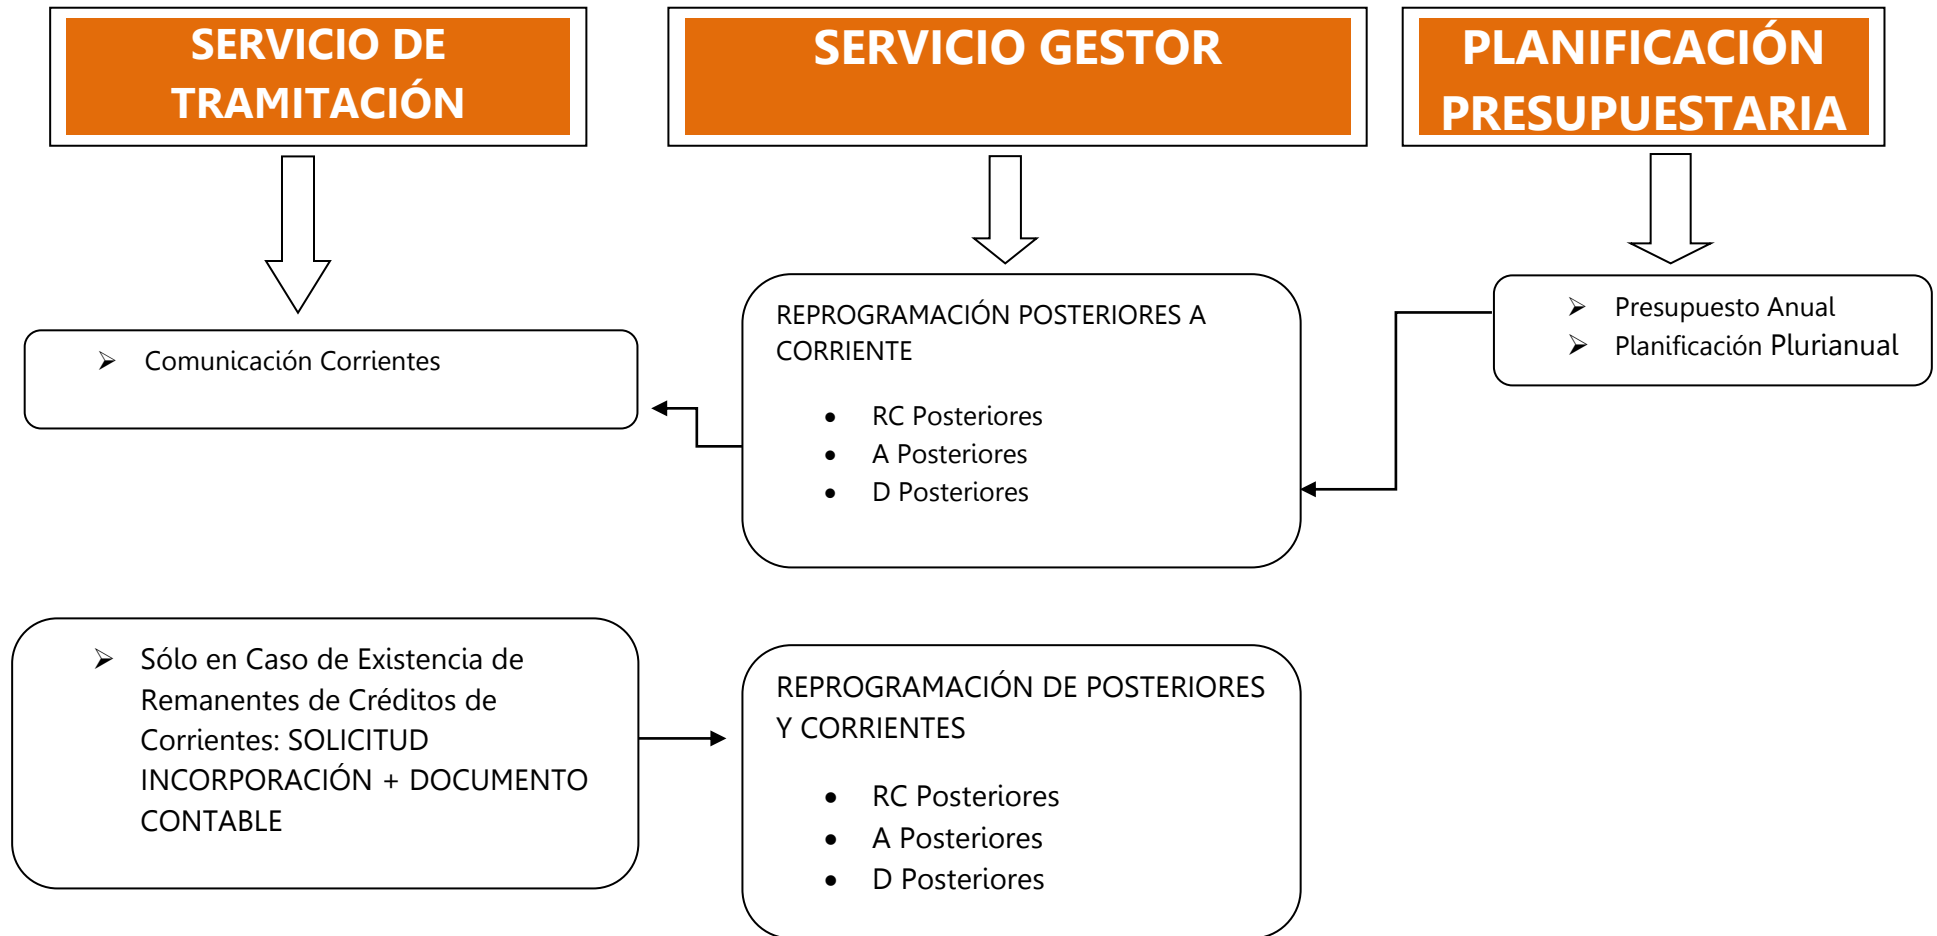 SERVICIO DE
TRAMITACIÓN
SERVICIO GESTOR
PLANIFICACIÓN
PRESUPUESTARIA
➢ Comunicación Corrientes
REPROGRAMACIÓN POSTERIORES A
CORRIENTE
• RC Posteriores
• A Posteriores
• D Posteriores
➢ Presupuesto Anual
➢ Planificación Plurianual
➢ Sólo en Caso de Existencia de
Remanentes de Créditos de
Corrientes: SOLICITUD
INCORPORACIÓN + DOCUMENTO
CONTABLE
REPROGRAMACIÓN DE POSTERIORES
Y CORRIENTES
• RC Posteriores
• A Posteriores
• D Posteriores